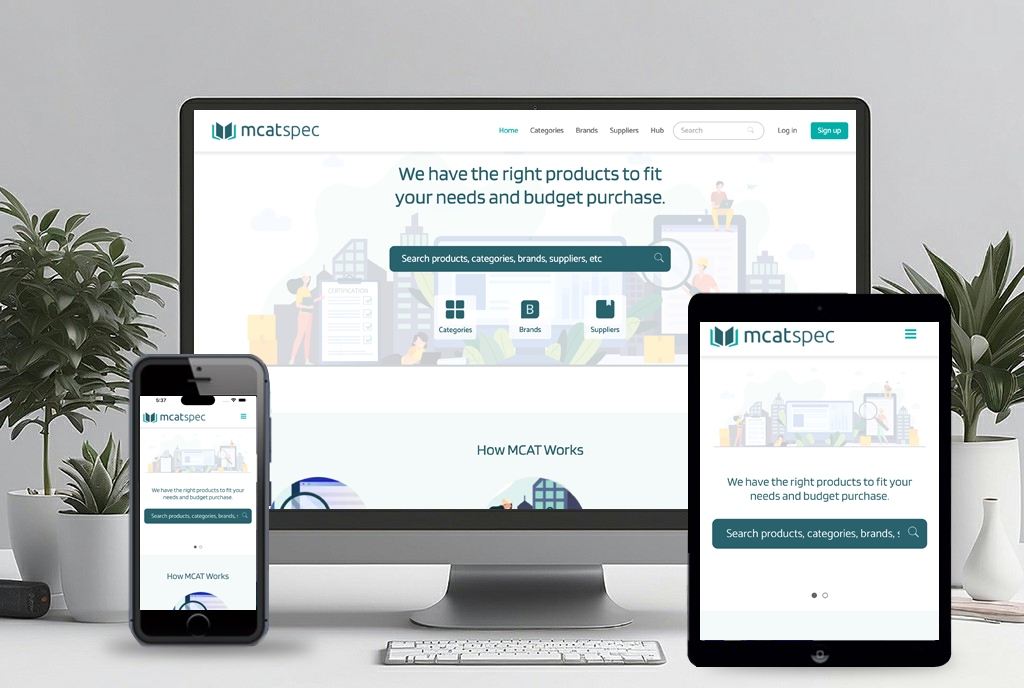 mcatspec
Home Categories Brands Suppliers Hub Search Log in Sign up
We have the right products to fit
your needs and budget purchase.
CERTIFICATION
Search products, categories, brands, suppliers, etc
B
Categories Brands Suppliers
How MCAT Works
5:37
mcatspec
We have the right products to fit your
needs and budget purchase.
Search products, categories, brands, s
How MCAT Works
mcatspec
We have the right products to fit your
needs and budget purchase.
Search products, categories, brands, s